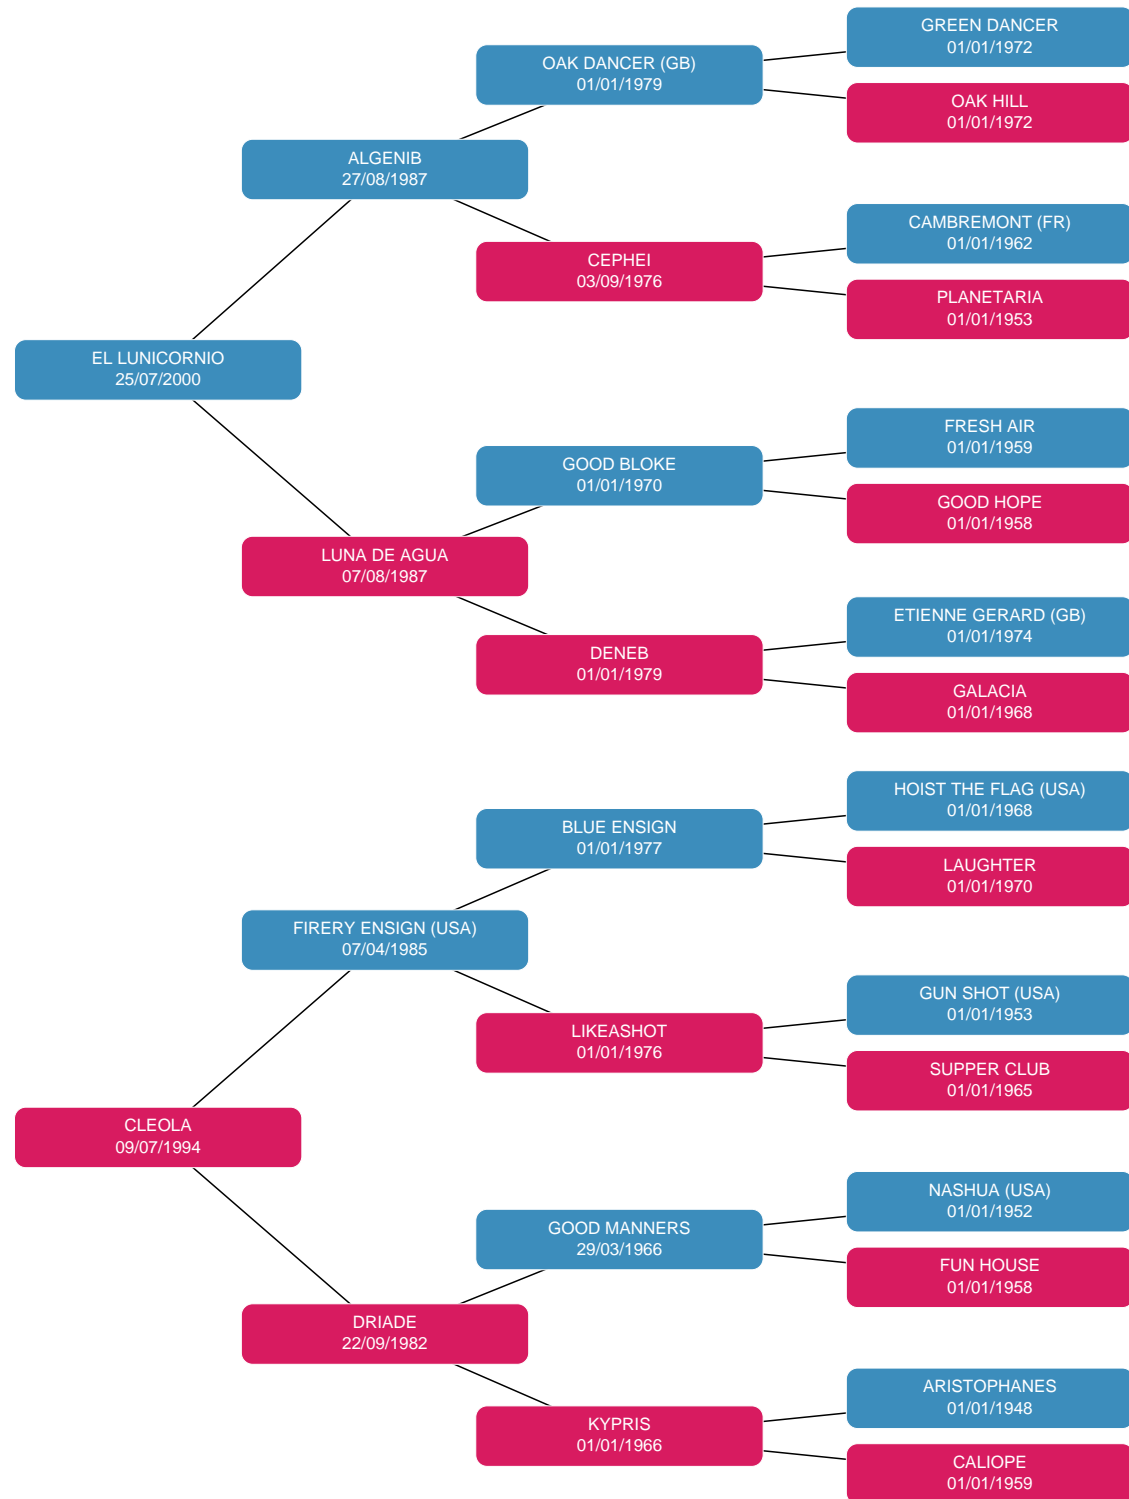 GREEN DANCER
01/01/1972
OAK DANCER (GB)
01/01/1979
OAK HILL
01/01/1972
ALGENIB
27/08/1987
CAMBREMONT (FR)
01/01/1962
CEPHEI
03/09/1976
PLANETARIA
01/01/1953
EL LUNICORNIO
25/07/2000
FRESH AIR
01/01/1959
GOOD BLOKE
01/01/1970
GOOD HOPE
01/01/1958
LUNA DE AGUA
07/08/1987
ETIENNE GERARD (GB)
01/01/1974
DENEB
01/01/1979
GALACIA
01/01/1968
HOIST THE FLAG (USA)
01/01/1968
BLUE ENSIGN
01/01/1977
LAUGHTER
01/01/1970
FIRERY ENSIGN (USA)
07/04/1985
GUN SHOT (USA)
01/01/1953
LIKEASHOT
01/01/1976
SUPPER CLUB
01/01/1965
CLEOLA
09/07/1994
NASHUA (USA)
01/01/1952
GOOD MANNERS
29/03/1966
FUN HOUSE
01/01/1958
DRIADE
22/09/1982
ARISTOPHANES
01/01/1948
KYPRIS
01/01/1966
CALIOPE
01/01/1959